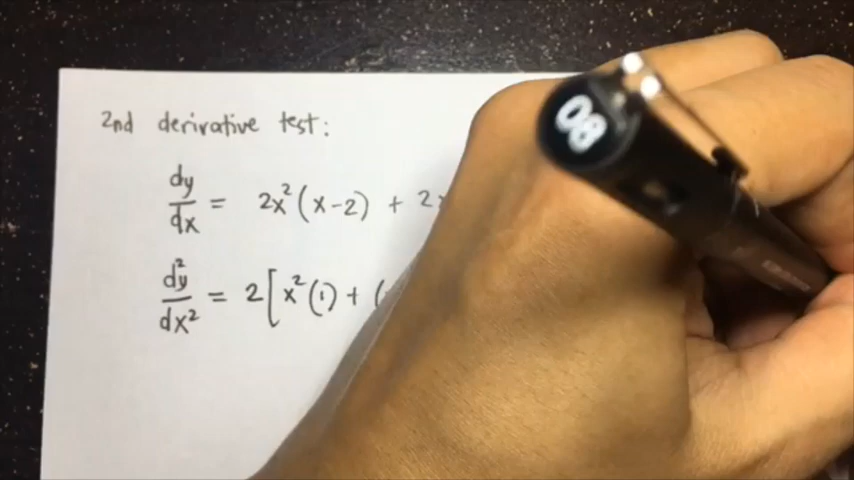 2nd derivative test:
dy/dx = 2x²(x-2) + 2
d²y/dx² = 2[x²(1) + (
08